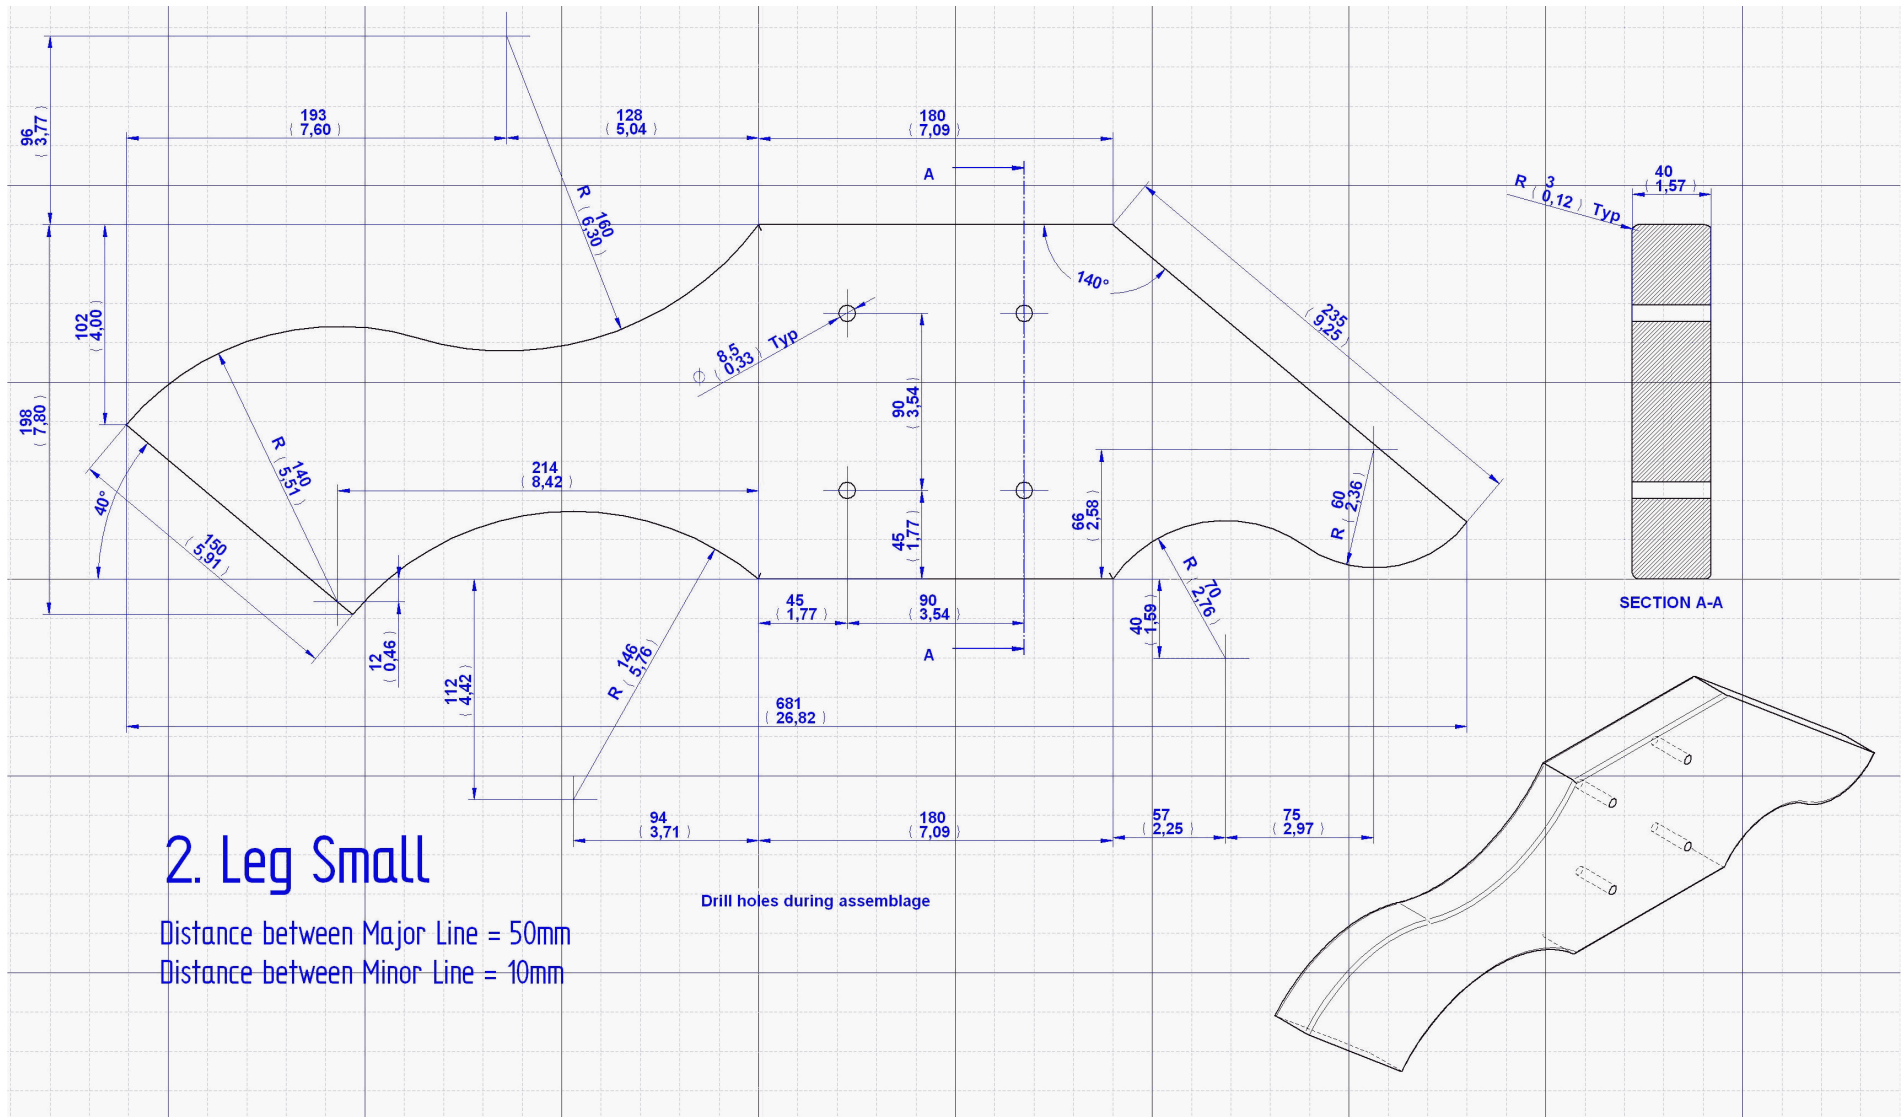 193
( 7,60 )
128
( 5,04 )
180
( 7,09 )
96
( 3,77 )
A
R ( 160
6,30 )
R ( 3
0,12 ) Typ
40
( 1,57 )
140°
102
( 4,00 )
198
( 7,80 )
235
( 9,25 )
∅ ( 8,5
0,33 ) Typ
90
( 3,54 )
R ( 140
5,51 )
40°
150
( 5,91 )
214
( 8,42 )
45
( 1,77 )
66
( 2,58 )
R ( 60
2,36 )
R ( 70
2,76 )
40
( 1,59 )
SECTION A-A
45
( 1,77 )
90
( 3,54 )
12
( 0,46 )
112
( 4,42 )
R ( 146
5,76 )
A
681
( 26,82 )
94
( 3,71 )
180
( 7,09 )
57
( 2,25 )
75
( 2,97 )
2. Leg Small
Drill holes during assemblage
Distance between Major Line = 50mm
Distance between Minor Line = 10mm